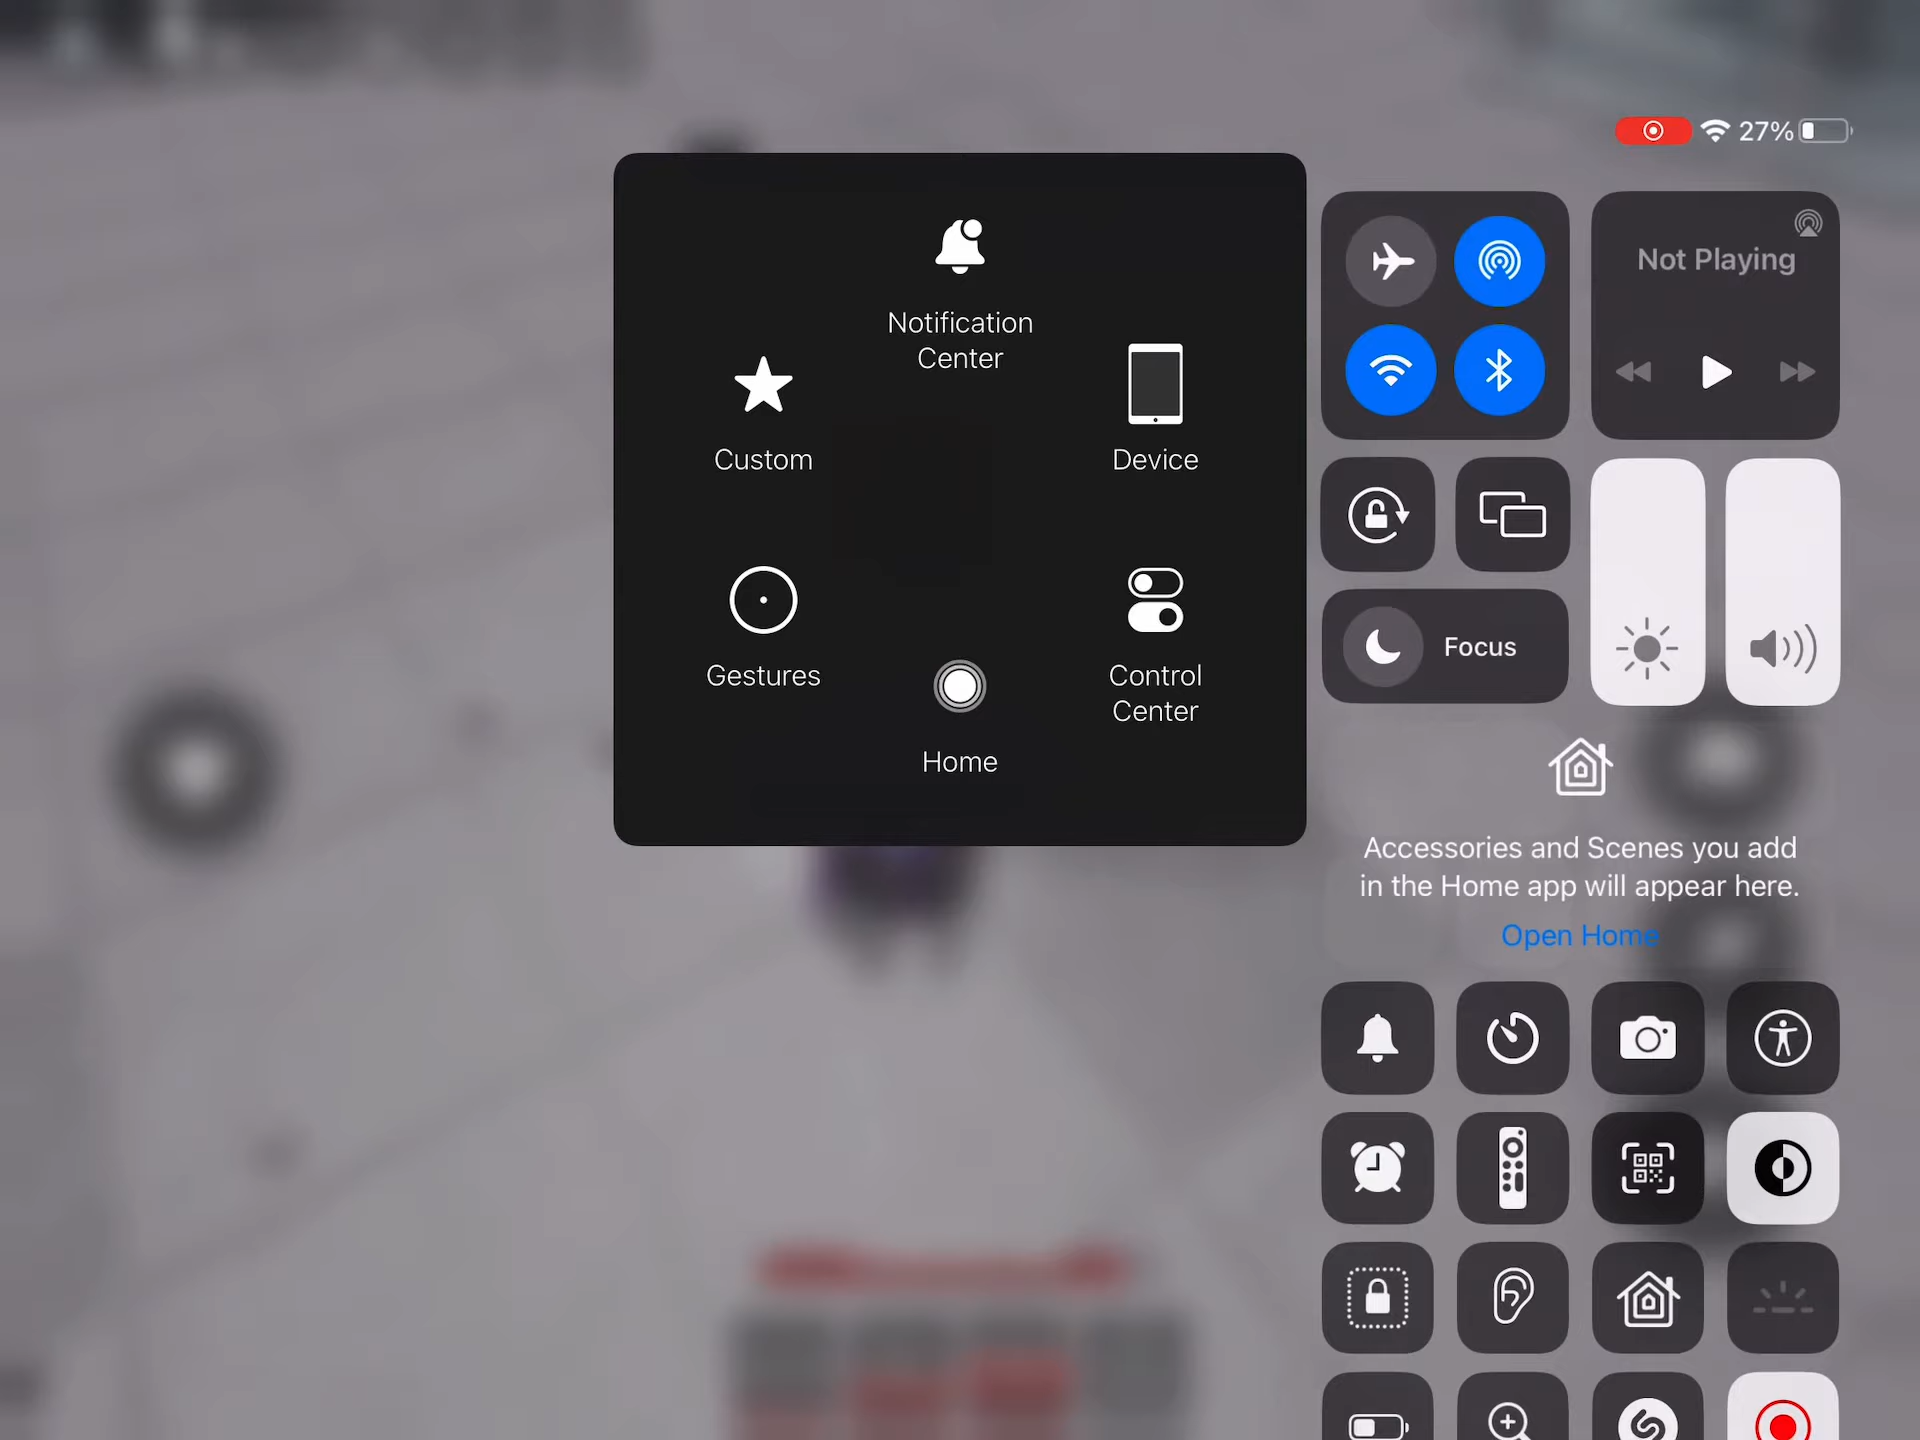 27%
Notification
Center
Custom
Device
Gestures
Control
Center
Home
Not Playing
Focus
Accessories and Scenes you add
in the Home app will appear here.
Open Home